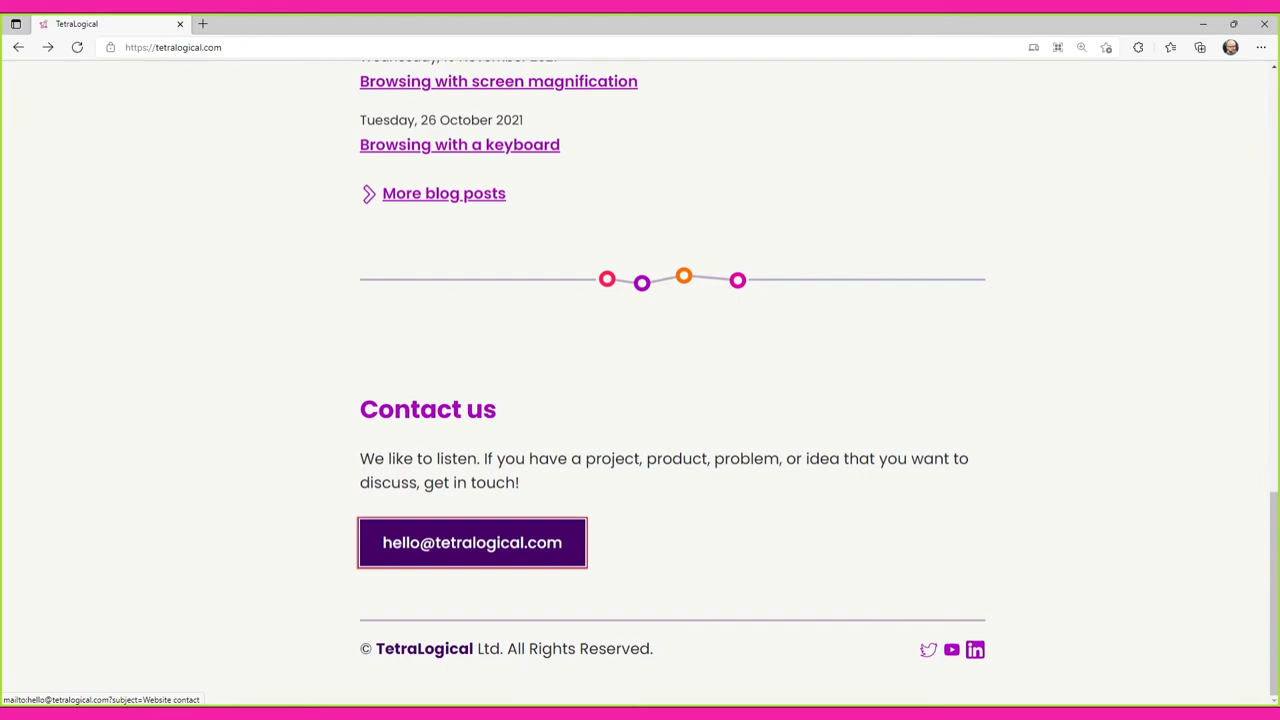 TetraLogical
https://tetralogical.com
Browsing with screen magnification
Tuesday, 26 October 2021
Browsing with a keyboard
More blog posts
Contact us
We like to listen. If you have a project, product, problem, or idea that you want to
discuss, get in touch!
hello@tetralogical.com
© TetraLogical Ltd. All Rights Reserved.
mailto:hello@tetralogical.com?subject=Website contact